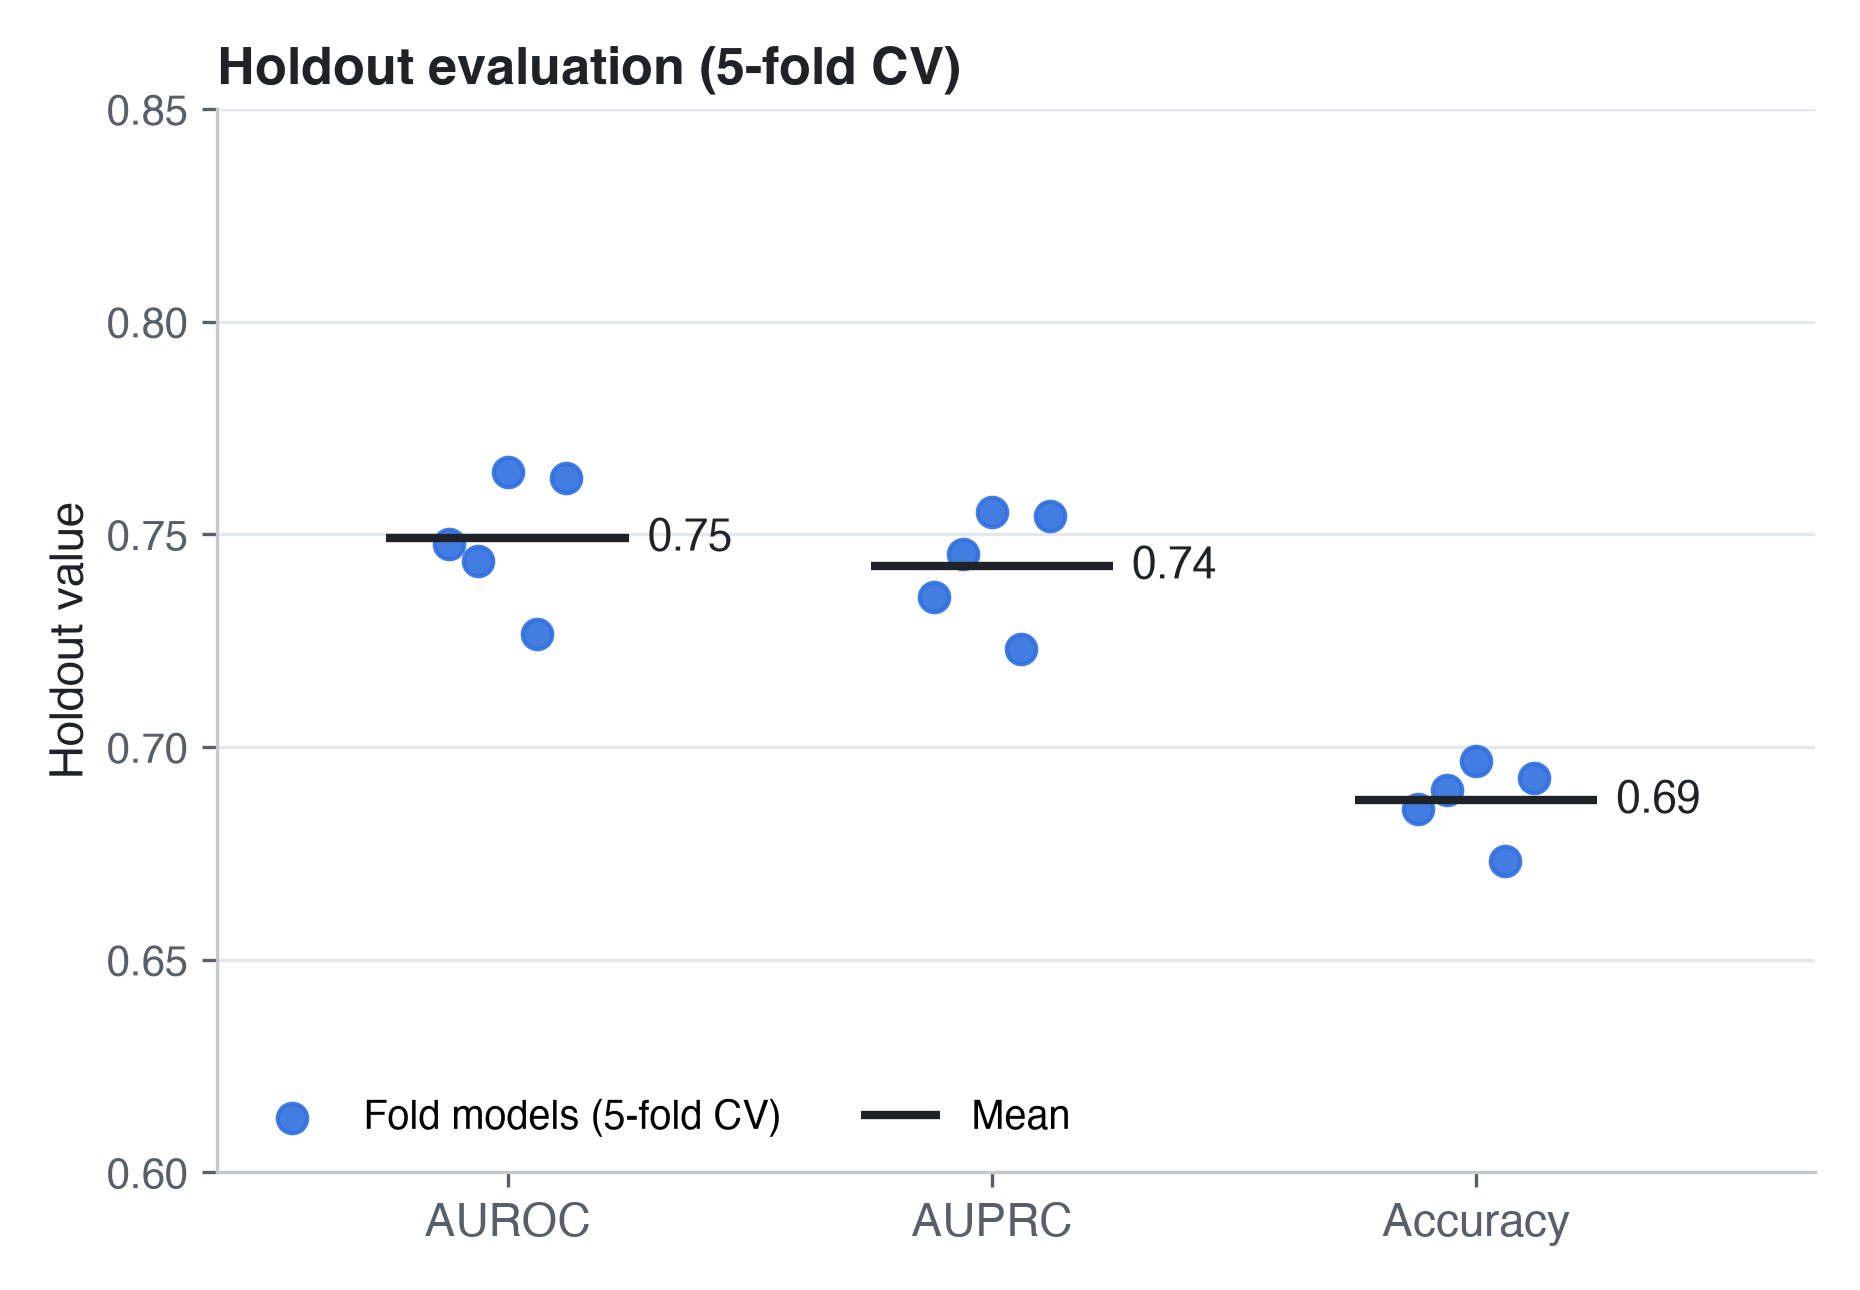 Holdout evaluation (5-fold CV)
0.85
0.80
0.75
0.70
0.65
0.60
Holdout value
0.75
0.74
0.69
Fold models (5-fold CV)
Mean
AUROC
AUPRC
Accuracy